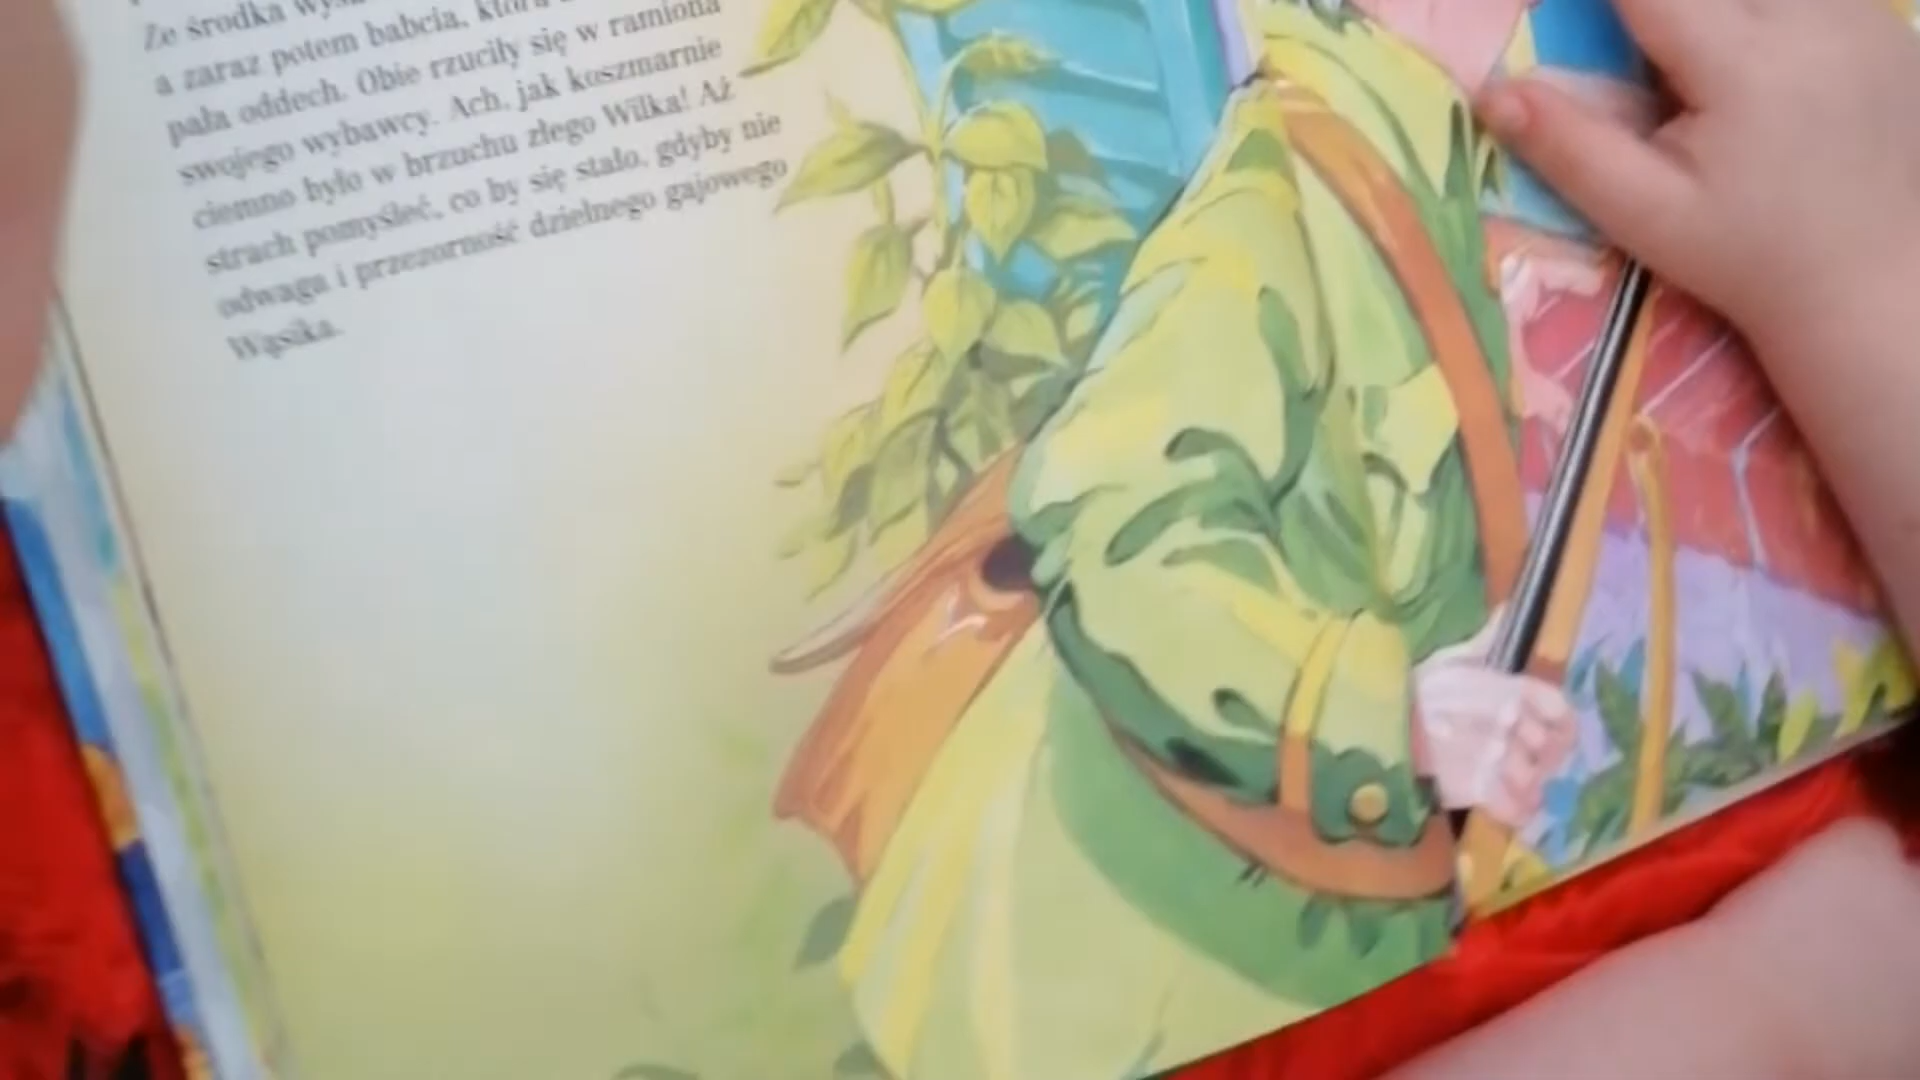 Ze środka
a zaraz potem babcia, która
pała oddech. Obie rzuciły się w ramiona
swojego wybawcy. Ach, jak koszmarnie
ciemno było w brzuchu złego Wilka! Aż
strach pomyśleć, co by się stało, gdyby nie
odwaga i przezorność dzielnego gajowego
Wąsika.